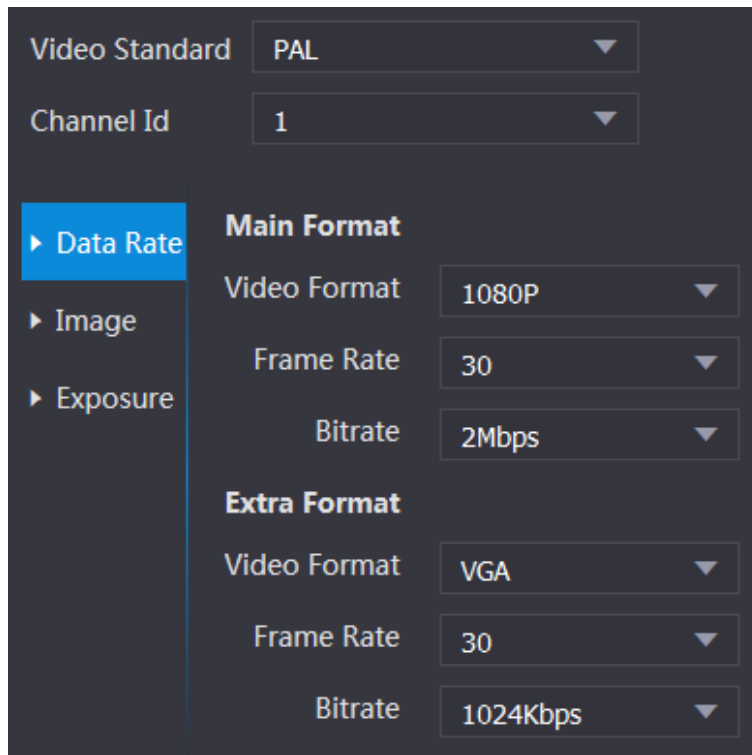 Video Standard PAL
Channel Id 1
Data Rate
Image
Exposure
Main Format
Video Format 1080P
Frame Rate 30
Bitrate 2Mbps
Extra Format
Video Format VGA
Frame Rate 30
Bitrate 1024Kbps